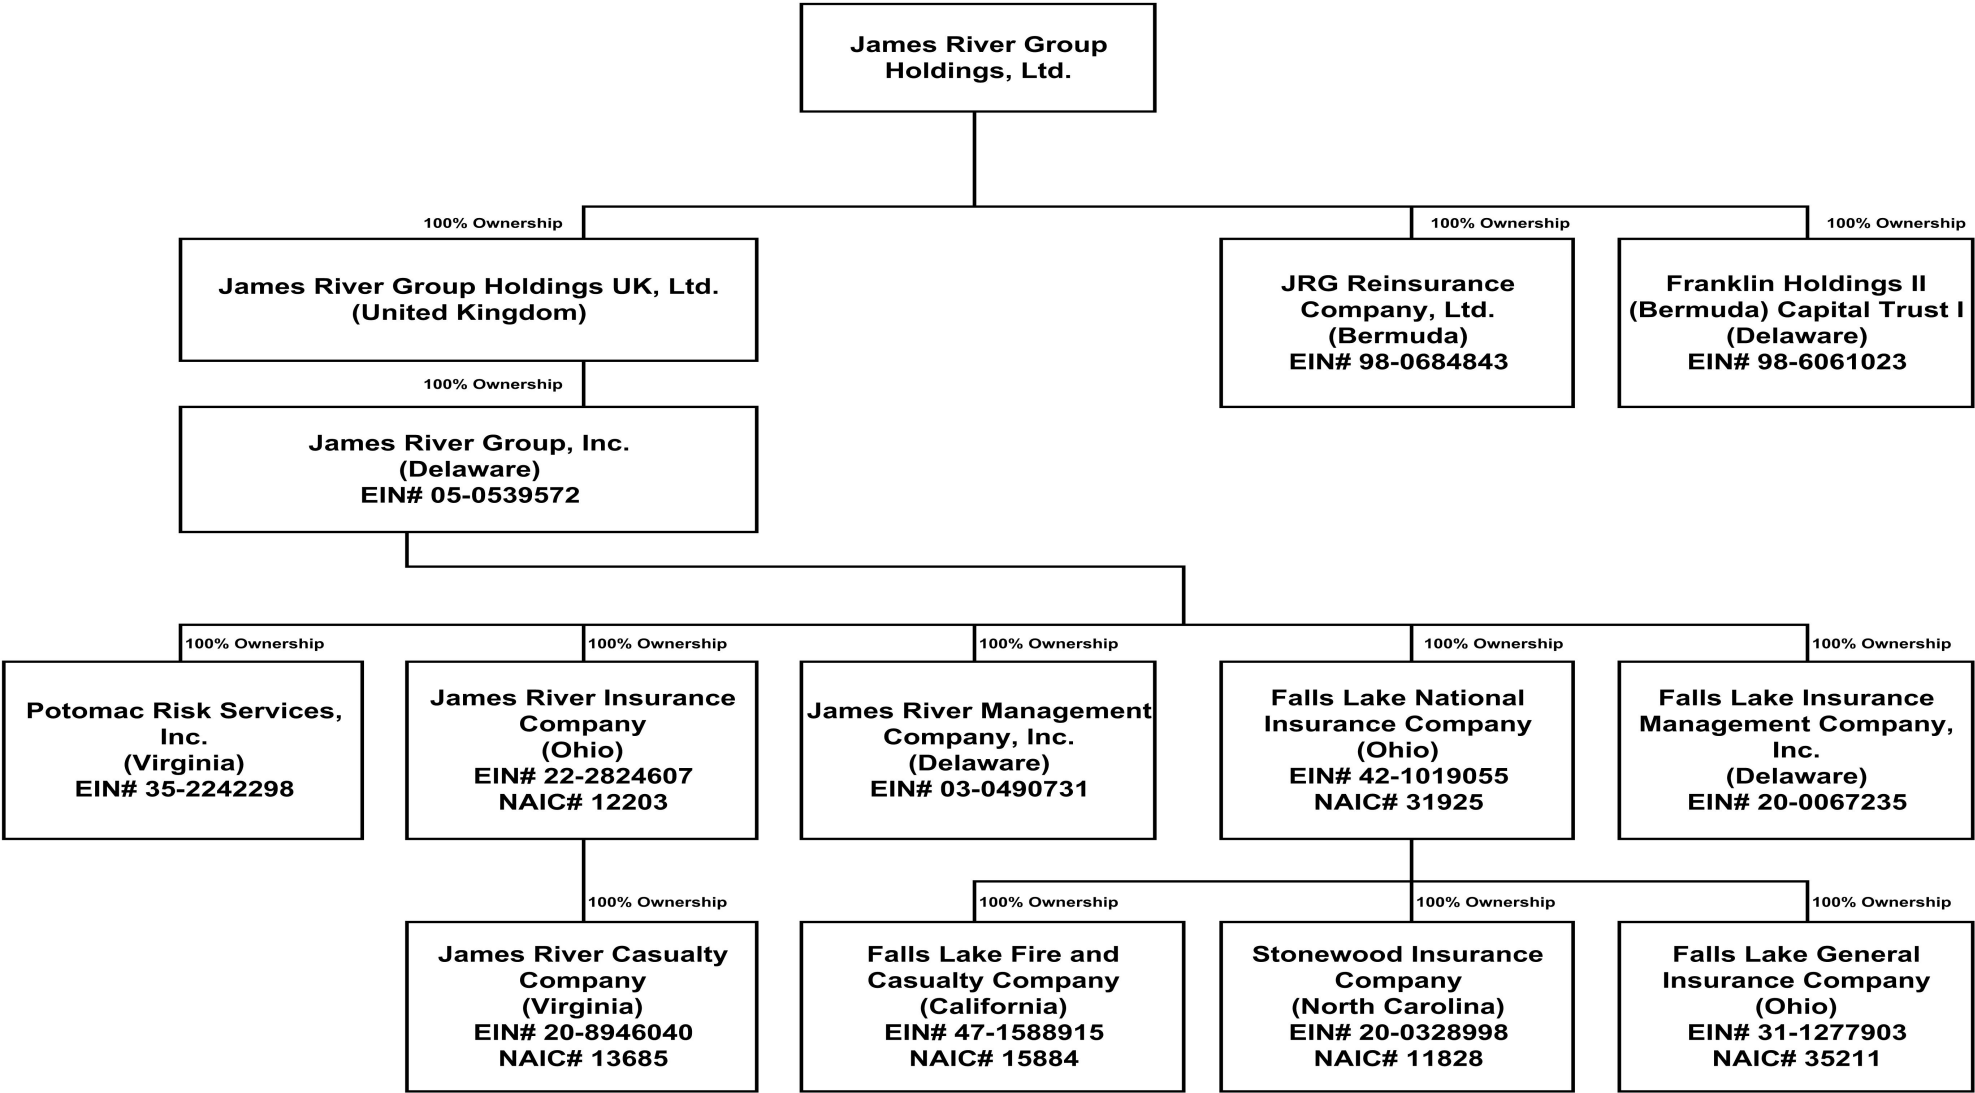 James River Group
Holdings, Ltd.
100% Ownership
100% Ownership
100% Ownership
James River Group Holdings UK, Ltd.
(United Kingdom)
JRG Reinsurance
Company, Ltd.
(Bermuda)
EIN# 98-0684843
Franklin Holdings II
(Bermuda) Capital Trust I
(Delaware)
EIN# 98-6061023
100% Ownership
James River Group, Inc.
(Delaware)
EIN# 05-0539572
100% Ownership
100% Ownership
100% Ownership
100% Ownership
100% Ownership
Potomac Risk Services,
Inc.
(Virginia)
EIN# 35-2242298
James River Insurance
Company
(Ohio)
EIN# 22-2824607
NAIC# 12203
James River Management
Company, Inc.
(Delaware)
EIN# 03-0490731
Falls Lake National
Insurance Company
(Ohio)
EIN# 42-1019055
NAIC# 31925
Falls Lake Insurance
Management Company,
Inc.
(Delaware)
EIN# 20-0067235
100% Ownership
100% Ownership
100% Ownership
100% Ownership
James River Casualty
Company
(Virginia)
EIN# 20-8946040
NAIC# 13685
Falls Lake Fire and
Casualty Company
(California)
EIN# 47-1588915
NAIC# 15884
Stonewood Insurance
Company
(North Carolina)
EIN# 20-0328998
NAIC# 11828
Falls Lake General
Insurance Company
(Ohio)
EIN# 31-1277903
NAIC# 35211